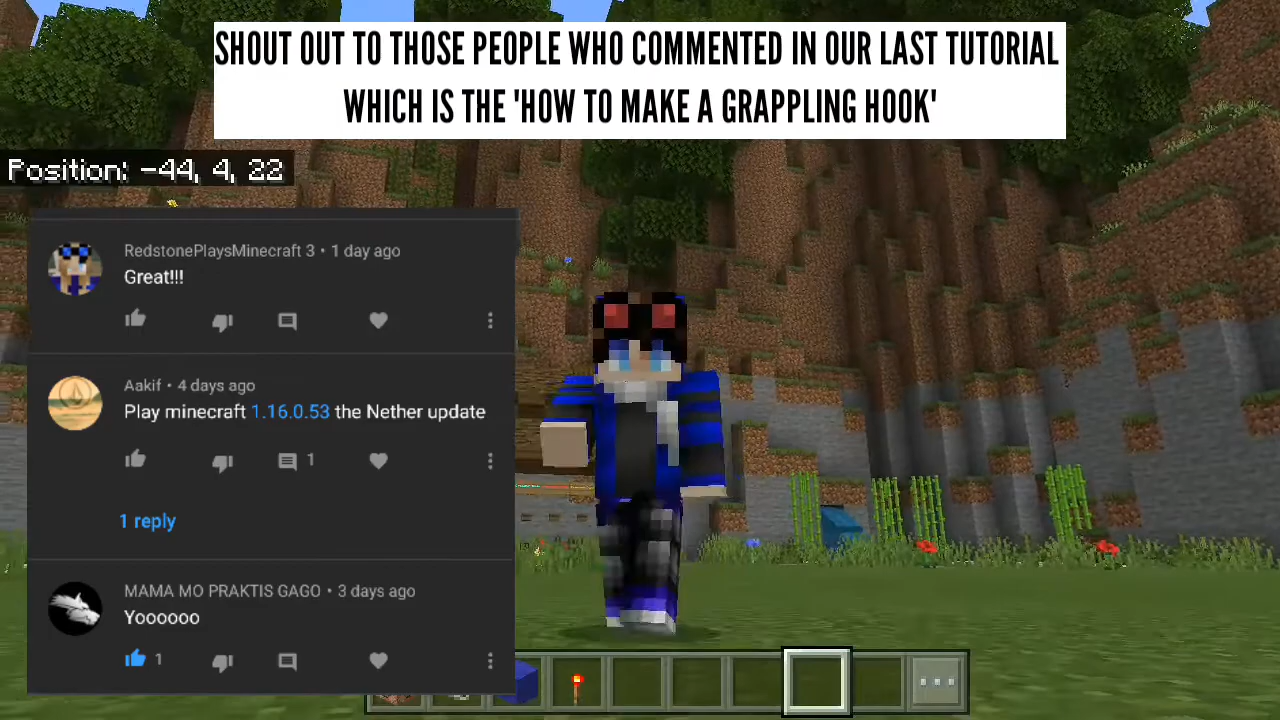 SHOUT OUT TO THOSE PEOPLE WHO COMMENTED IN OUR LAST TUTORIAL
WHICH IS THE 'HOW TO MAKE A GRAPPLING HOOK'
Position: -44, 4, 22
RedstonePlaysMinecraft 3 • 1 day ago
Great!!!
Aakif • 4 days ago
Play minecraft 1.16.0.53 the Nether update
1
1 reply
MAMA MO PRAKTIS GAGO • 3 days ago
Yoooooo
1